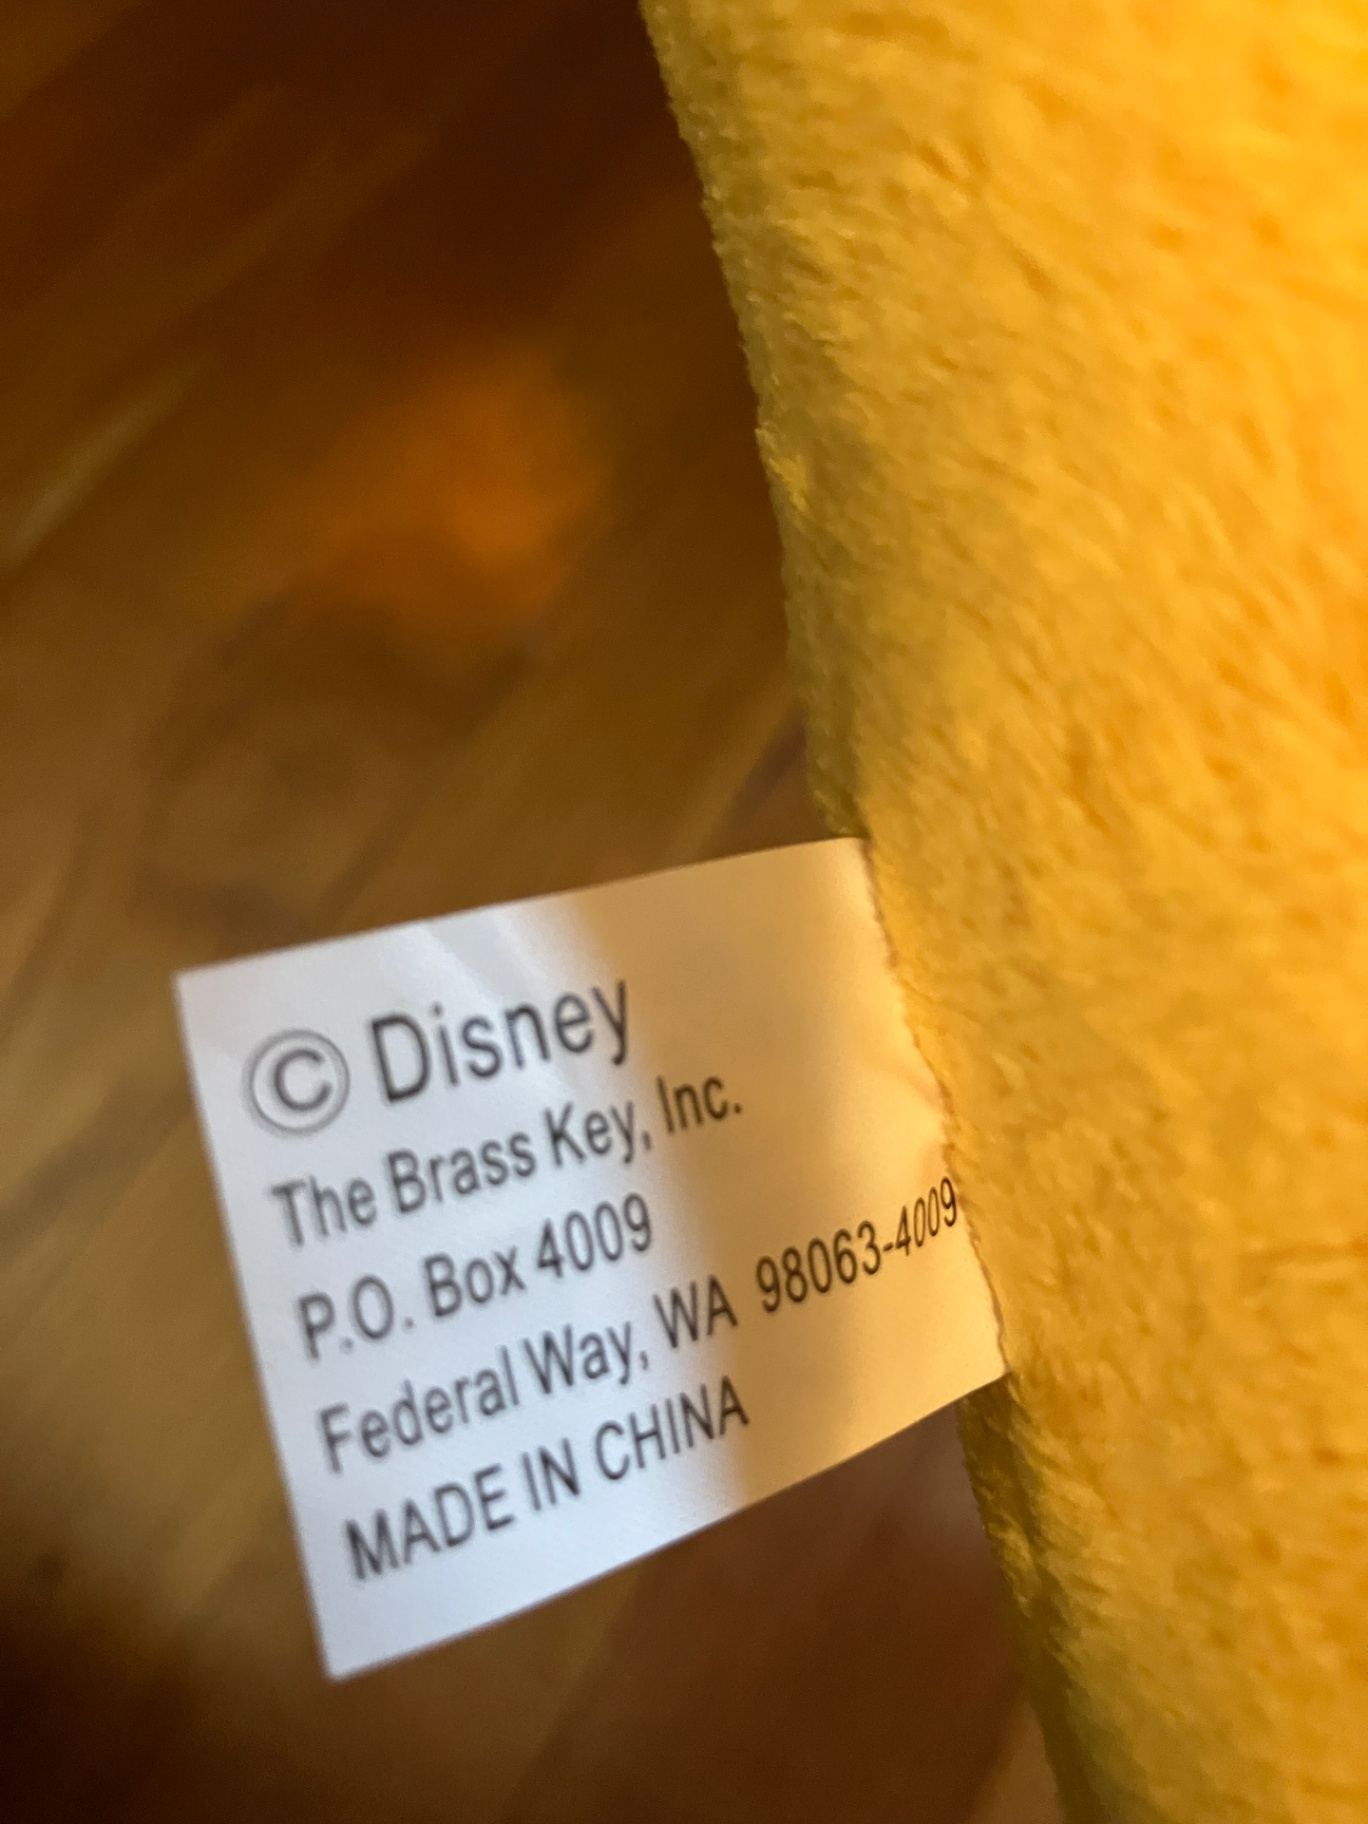 © Disney
The Brass Key, Inc.
P.O. Box 4009
Federal Way, WA 98063-4009
MADE IN CHINA